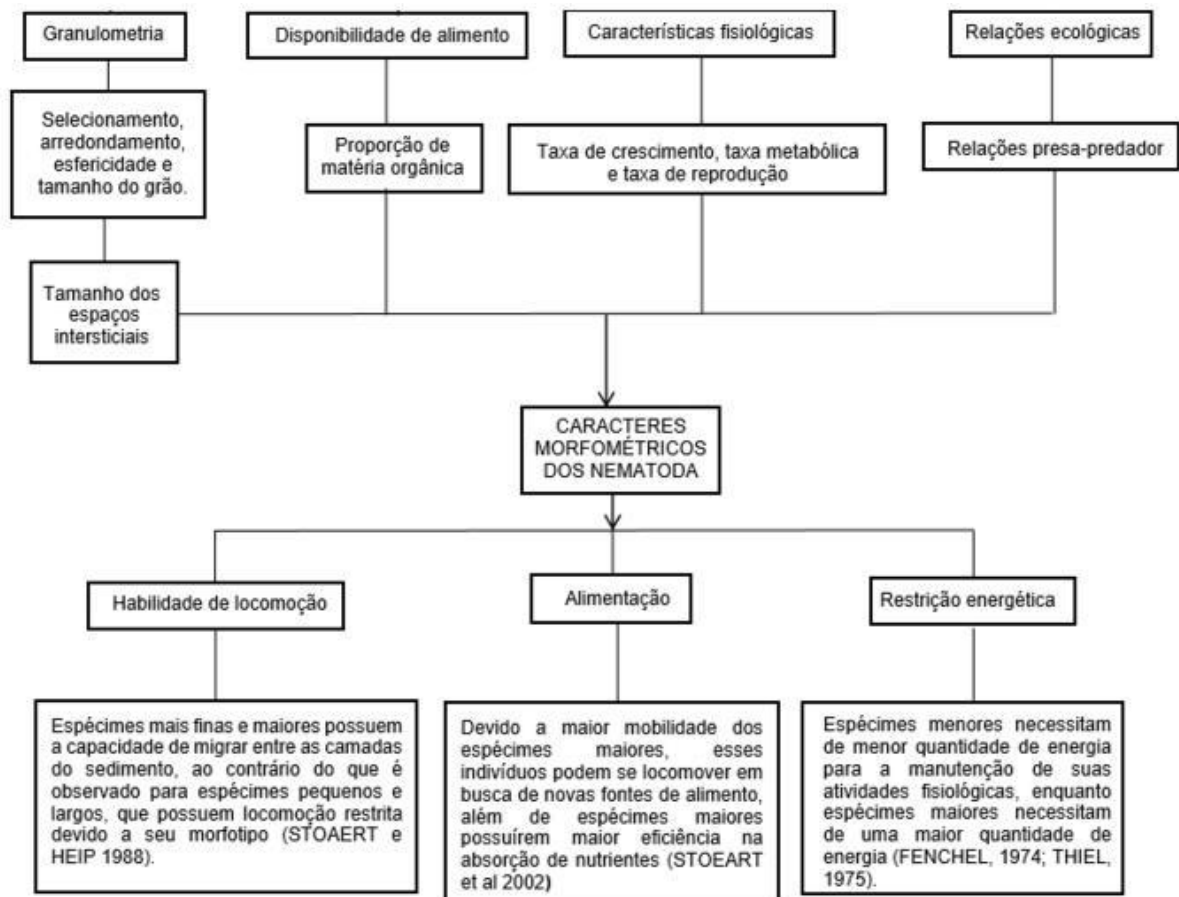 Granulometria
Disponibilidade de alimento
Características fisiológicas
Relações ecológicas
Selecionamento,
arredondamento,
esfericidade e
tamanho do grão.
Proporção de
matéria orgânica
Taxa de crescimento, taxa metabólica
e taxa de reprodução
Relações presa-predador
Tamanho dos
espaços
intersticiais
CARACTERES
MORFOMÉTRICOS
DOS NEMATODA
Habilidade de locomoção
Alimentação
Restrição energética
Espécimes mais finas e maiores possuem
a capacidade de migrar entre as camadas
do sedimento, ao contrário do que é
observado para espécimes pequenos e
largos, que possuem locomoção restrita
devido a seu morfotipo (STOAERT e
HEIP 1988).
Devido a maior mobilidade dos
espécimes maiores, esses
indivíduos podem se locomover em
busca de novas fontes de alimento,
além de espécimes maiores
possuírem maior eficiência na
absorção de nutrientes (STOEART
et al 2002)
Espécimes menores necessitam
de menor quantidade de energia
para a manutenção de suas
atividades fisiológicas, enquanto
espécimes maiores necessitam
de uma maior quantidade de
energia (FENCHEL, 1974; THIEL,
1975).